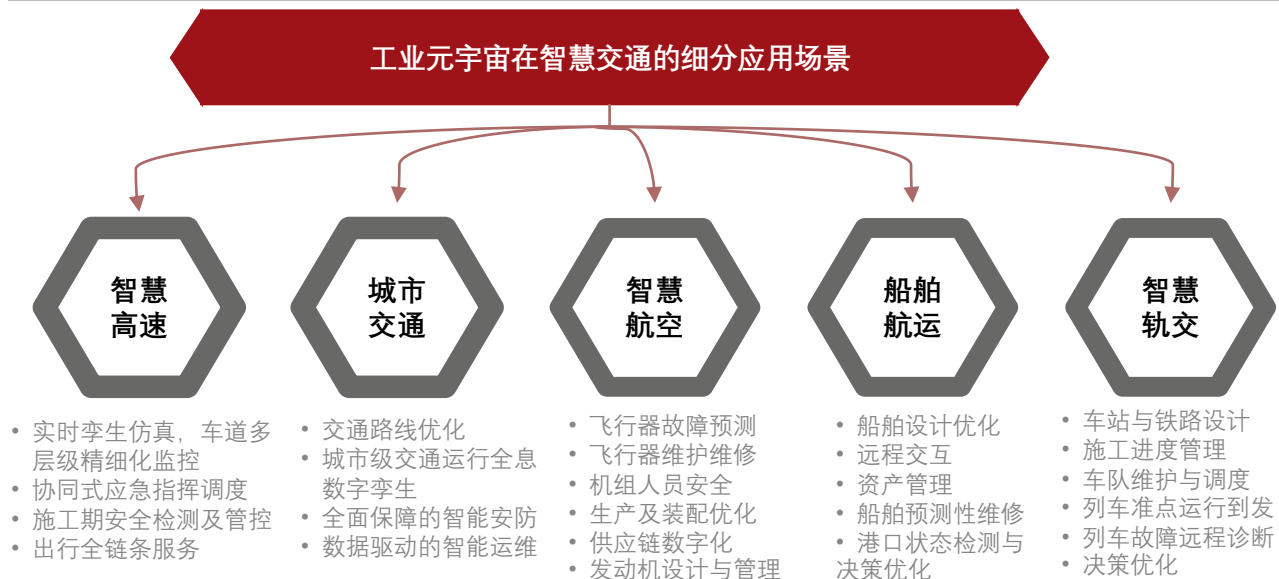 工业元宇宙在智慧交通的细分应用场景
智慧
高速
城市
交通
智慧
航空
船舶
航运
智慧
轨交
• 实时孪生仿真，车道多
层级精细化监控
• 协同式应急指挥调度
• 施工期安全检测及管控
• 出行全链条服务
• 交通路线优化
• 城市级交通运行全息
数字孪生
• 全面保障的智能安防
• 数据驱动的智能运维
• 飞行器故障预测
• 飞行器维护维修
• 机组人员安全
• 生产及装配优化
• 供应链数字化
• 发动机设计与管理
• 船舶设计优化
• 远程交互
• 资产管理
• 船舶预测性维修
• 港口状态检测与
决策优化
• 车站与铁路设计
• 施工进度管理
• 车队维护与调度
• 列车准点运行到发
• 列车故障远程诊断
• 决策优化